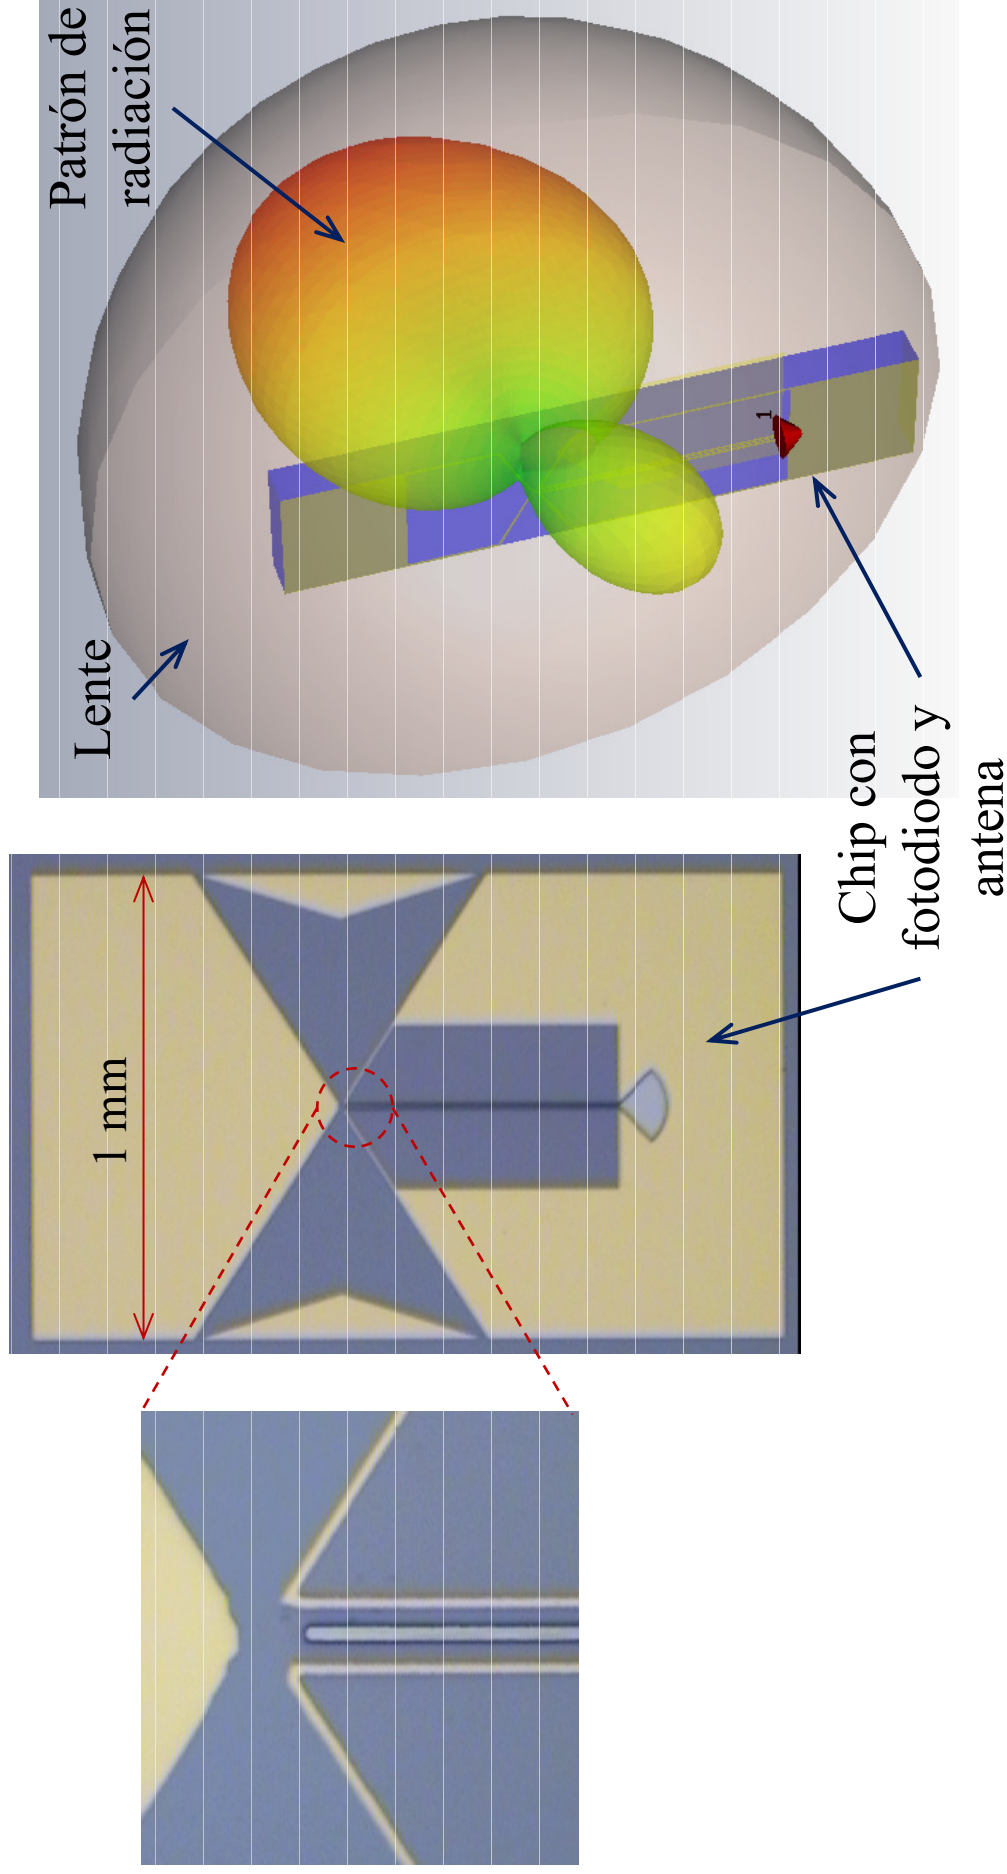 1 mm
Lente
Patrón de
radiación
1
Chip con
fotodiodo y
antena